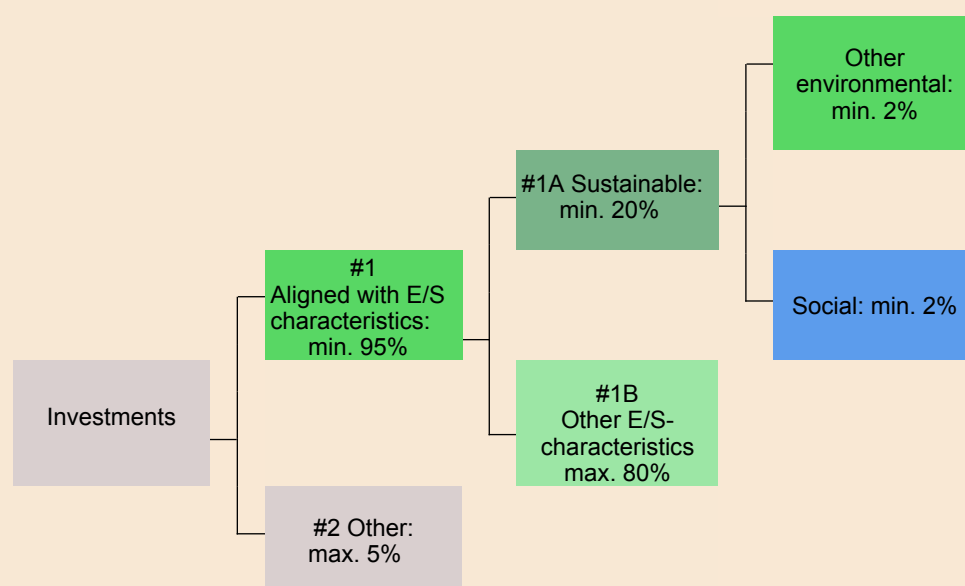 Other
environmental:
min. 2%
#1A Sustainable:
min. 20%
#1
Aligned with E/S
characteristics:
min. 95%
Social: min. 2%
Investments
#1B
Other E/S-
characteristics
max. 80%
#2 Other:
max. 5%